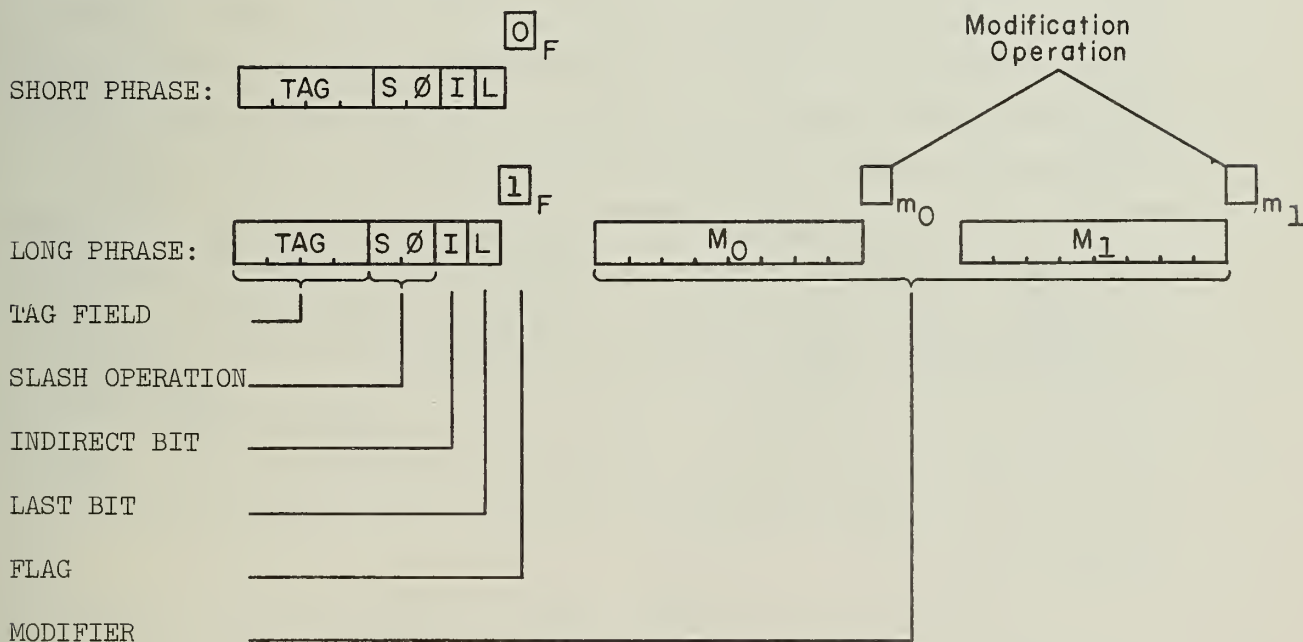 Modification
Operation
0 F
SHORT PHRASE: TAG S Ø I L
1 F
m0 m1
LONG PHRASE: TAG S Ø I L M0 M1
TAG FIELD
SLASH OPERATION
INDIRECT BIT
LAST BIT
FLAG
MODIFIER